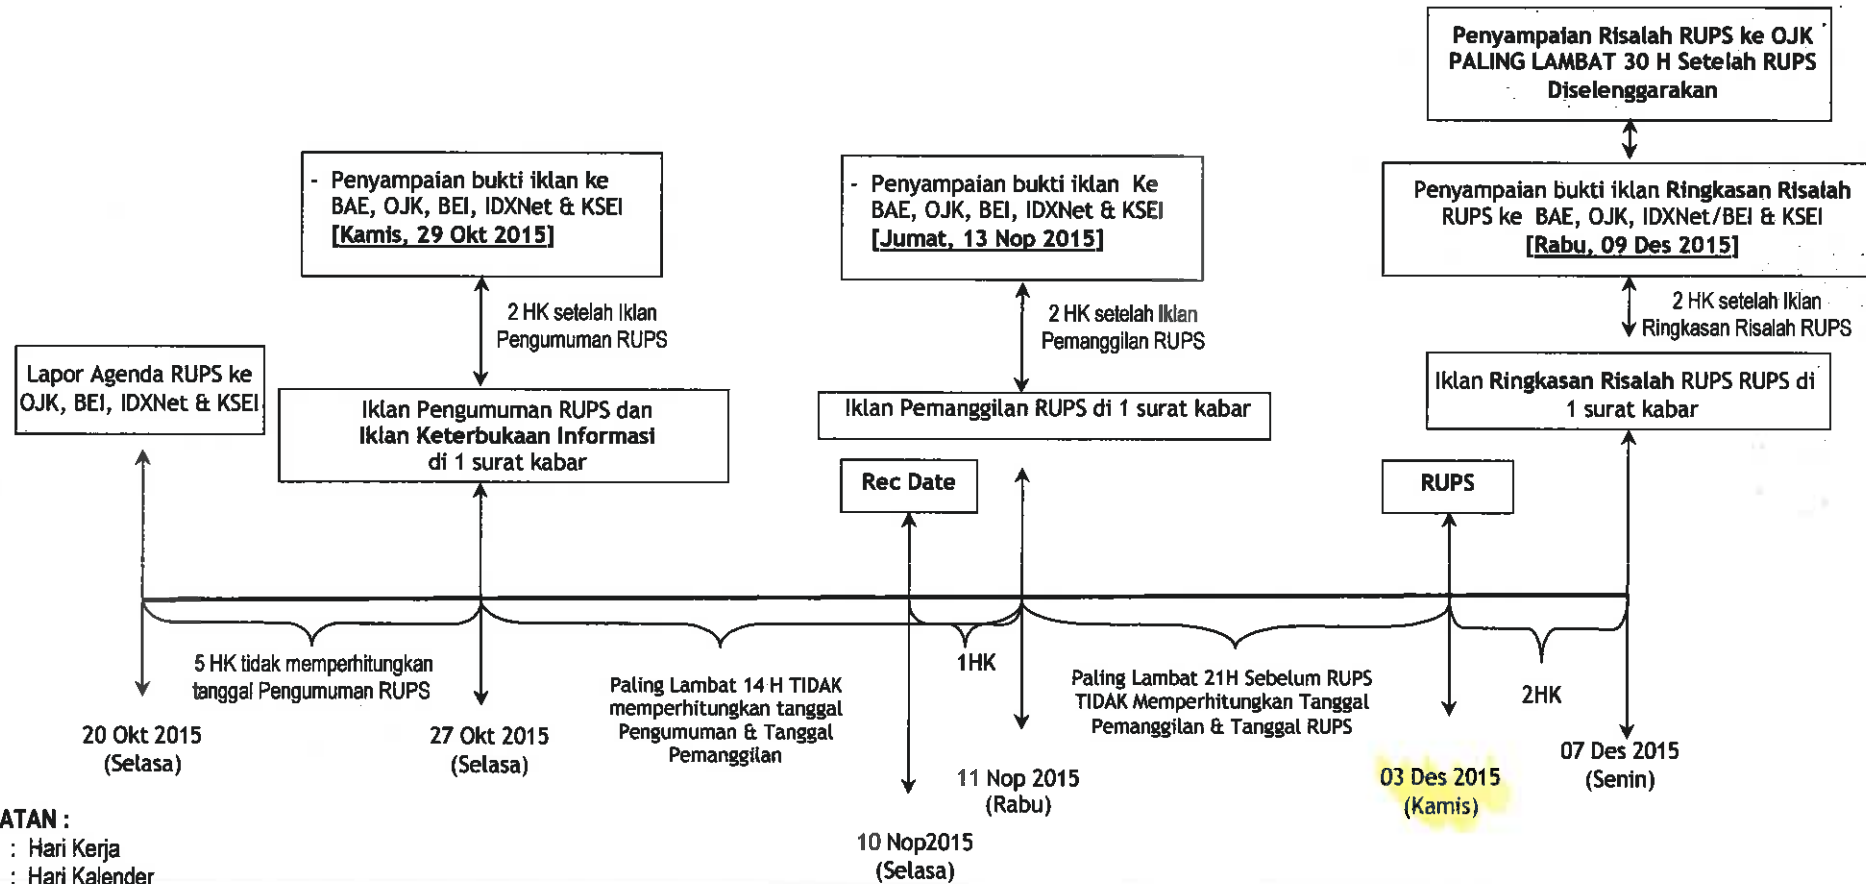 Penyampaian Risalah RUPS ke OJK
PALING LAMBAT 30 H Setelah RUPS
Diselenggarakan
- Penyampaian bukti iklan ke
BAE, OJK, BEI, IDXNet & KSEI
[Kamis, 29 Okt 2015]
- Penyampaian bukti iklan Ke
BAE, OJK, BEI, IDXNet & KSEI
[Jumat, 13 Nop 2015]
Penyampaian bukti iklan Ringkasan Risalah
RUPS ke BAE, OJK, IDXNet/BEI & KSEI
[Rabu, 09 Des 2015]
2 HK setelah Iklan
Pengumuman RUPS
2 HK setelah Iklan
Pemanggilan RUPS
2 HK setelah Iklan
Ringkasan Risalah RUPS
Lapor Agenda RUPS ke
OJK, BEI, IDXNet & KSEI
Iklan Pengumuman RUPS dan
Iklan Keterbukaan Informasi
di 1 surat kabar
Iklan Pemanggilan RUPS di 1 surat kabar
Iklan Ringkasan Risalah RUPS RUPS di
1 surat kabar
Rec Date
RUPS
5 HK tidak memperhitungkan
tanggal Pengumuman RUPS
Paling Lambat 14 H TIDAK
memperhitungkan tanggal
Pengumuman & Tanggal
Pemanggilan
1HK
Paling Lambat 21H Sebelum RUPS
TIDAK Memperhitungkan Tanggal
Pemanggilan & Tanggal RUPS
2HK
20 Okt 2015
(Selasa)
27 Okt 2015
(Selasa)
10 Nop2015
(Selasa)
11 Nop 2015
(Rabu)
03 Des 2015
(Kamis)
07 Des 2015
(Senin)
ATAN :
: Hari Kerja
: Hari Kalender